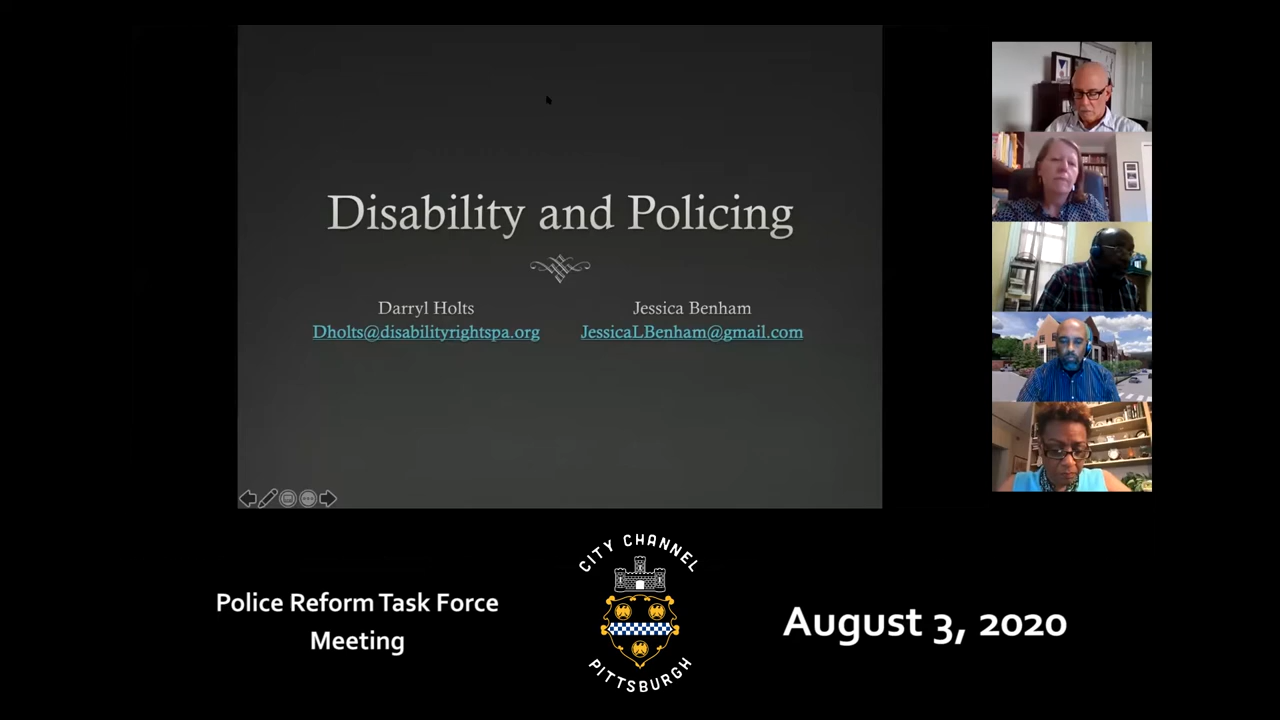 Disability and Policing
Darryl Holts
Jessica Benham
Dholts@disabilityrightspa.org
JessicaLBenham@gmail.com
CITY CHANNEL
PITTSBURGH
Police Reform Task Force
Meeting
August 3, 2020